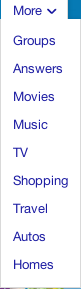 More
Groups
Answers
Movies
Music
TV
Shopping
Travel
Autos
Homes